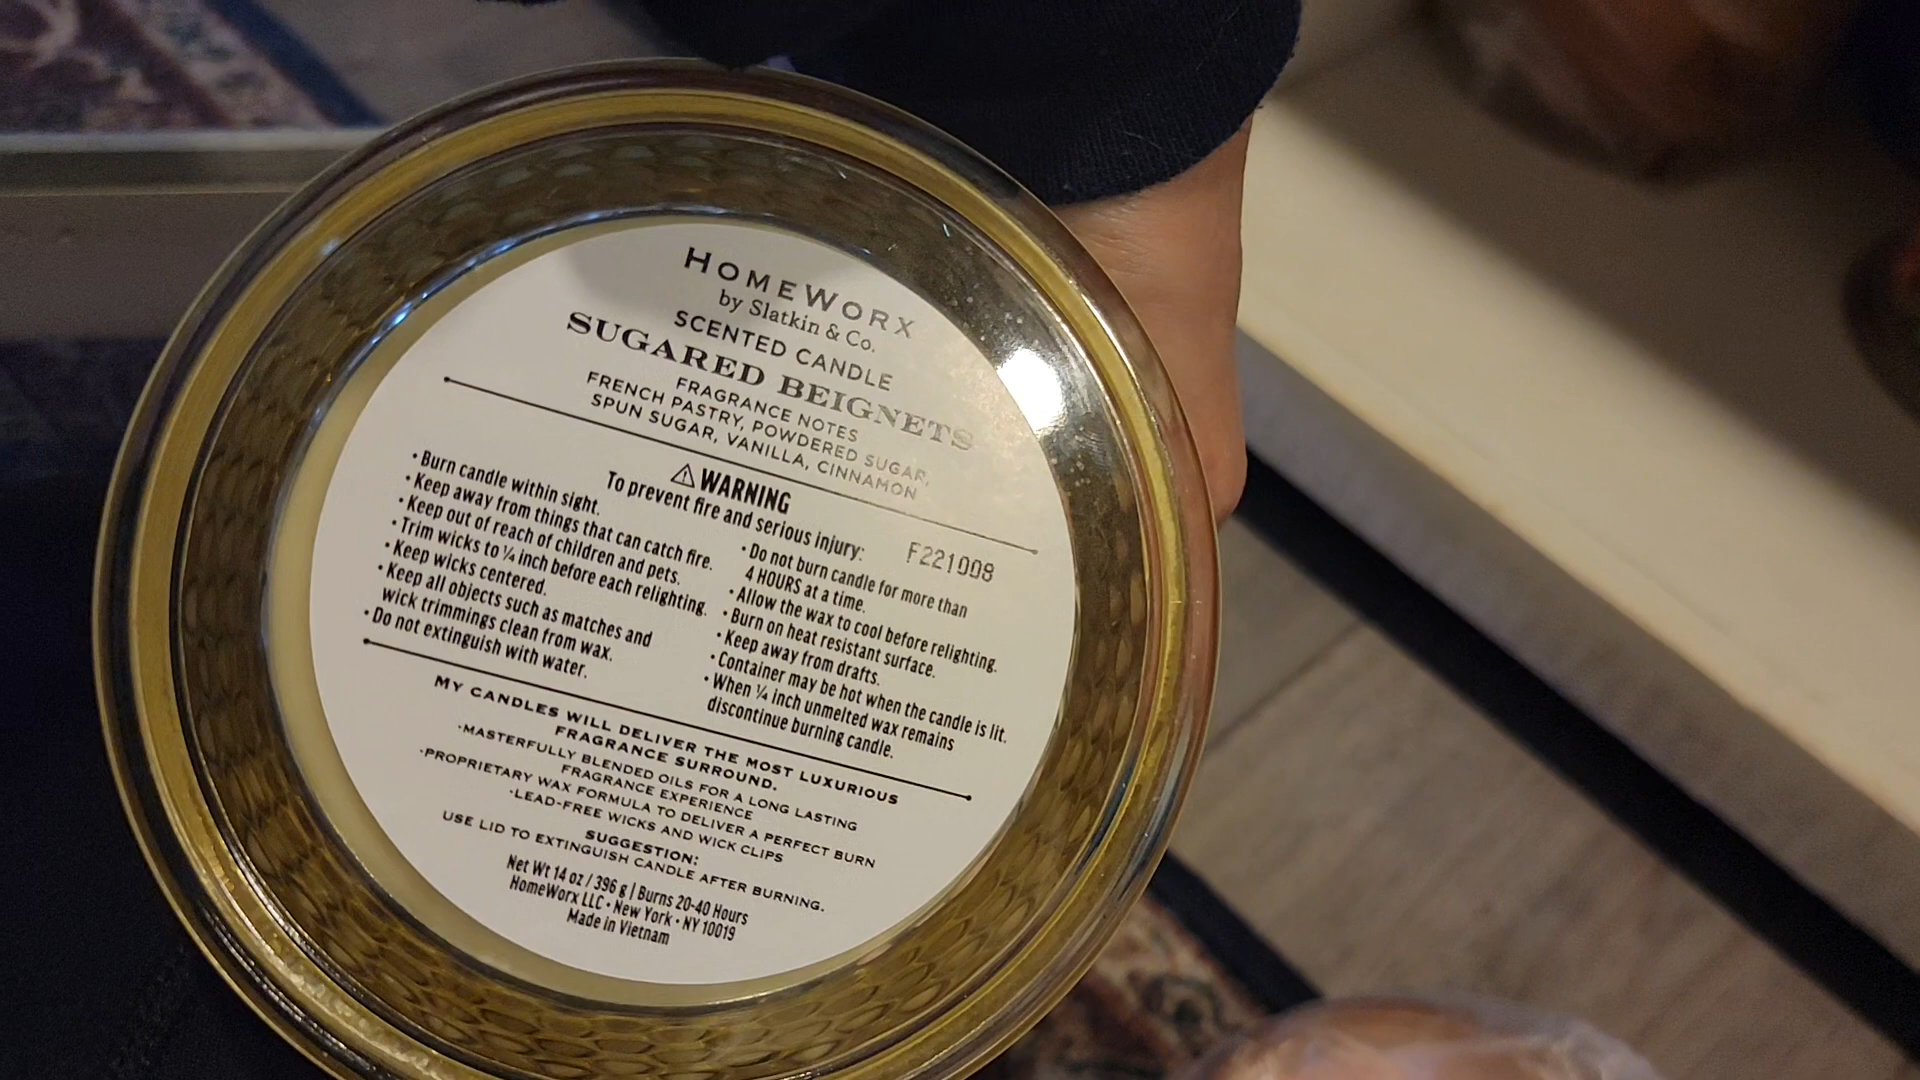 HOMEWORX
by Slatkin & Co.
SCENTED CANDLE
SUGARED BEIGNETS
FRAGRANCE NOTES
FRENCH PASTRY, POWDERED SUGAR,
SPUN SUGAR, VANILLA, CINNAMON
⚠ WARNING
To prevent fire and serious injury:
F221008
• Burn candle within sight.
• Keep away from things that can catch fire.
• Keep out of reach of children and pets.
• Trim wicks to ¼ inch before each relighting.
• Keep wicks centered.
• Keep all objects such as matches and
wick trimmings clean from wax.
• Do not extinguish with water.
• Do not burn candle for more than
4 HOURS at a time.
• Allow the wax to cool before relighting.
• Burn on heat resistant surface.
• Keep away from drafts.
• Container may be hot when the candle is lit.
• When ¼ inch unmelted wax remains
discontinue burning candle.
MY CANDLES WILL DELIVER THE MOST LUXURIOUS
FRAGRANCE SURROUND.
·MASTERFULLY BLENDED OILS FOR A LONG LASTING
FRAGRANCE EXPERIENCE
·PROPRIETARY WAX FORMULA TO DELIVER A PERFECT BURN
·LEAD-FREE WICKS AND WICK CLIPS
SUGGESTION:
USE LID TO EXTINGUISH CANDLE AFTER BURNING.
Net Wt 14 oz / 396 g | Burns 20-40 Hours
HomeWorx LLC • New York • NY 10019
Made in Vietnam